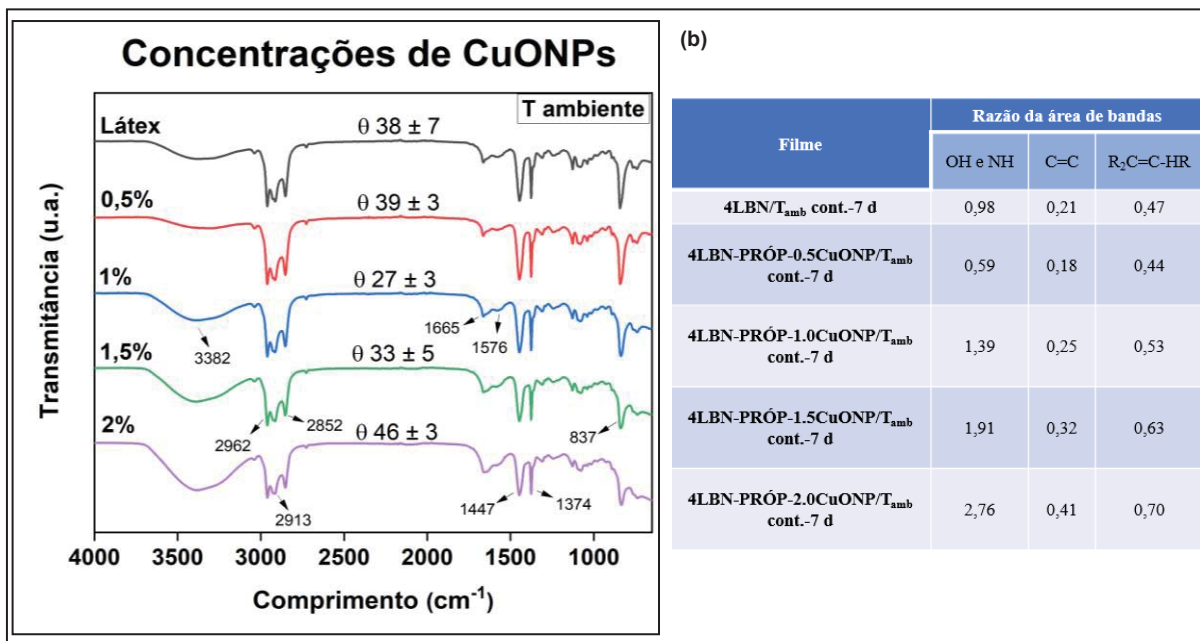 Concentrações de CuONPs
T ambiente
Látex
θ 38 ± 7
0,5%
θ 39 ± 3
1%
θ 27 ± 3
1665
1576
3382
1,5%
θ 33 ± 5
2852
2962
837
2%
θ 46 ± 3
2913
1447
1374
4000 3500 3000 2500 2000 1500 1000
Comprimento (cm⁻¹)
Transmitância (u.a.)
(b)
Filme
Razão da área de bandas
OH e NH C=C R₂C=C-HR
4LBN/Tamb cont.-7 d 0,98 0,21 0,47
4LBN-PRÓP-0.5CuONP/Tamb
cont.-7 d
0,59 0,18 0,44
4LBN-PRÓP-1.0CuONP/Tamb
cont.-7 d
1,39 0,25 0,53
4LBN-PRÓP-1.5CuONP/Tamb
cont.-7 d
1,91 0,32 0,63
4LBN-PRÓP-2.0CuONP/Tamb
cont.-7 d
2,76 0,41 0,70